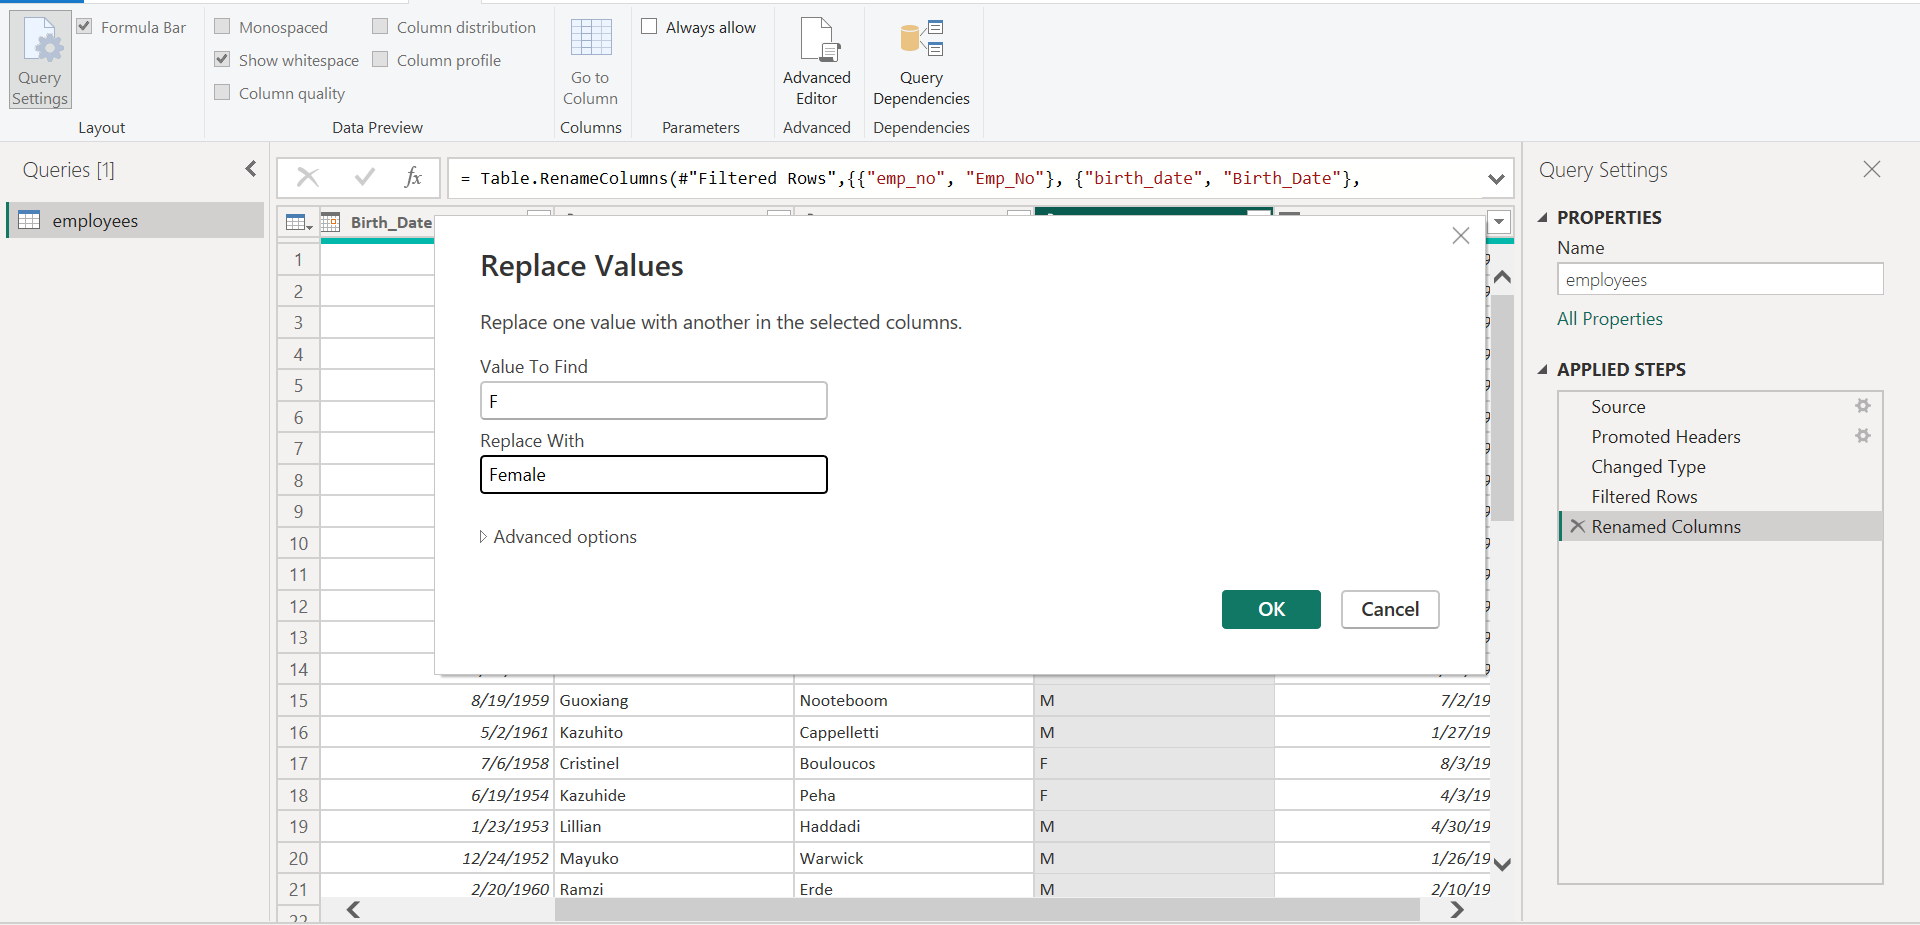 Query
Settings
Formula Bar
Layout
Monospaced
Show whitespace
Column quality
Column distribution
Column profile
Data Preview
Go to
Column
Columns
Always allow
Parameters
Advanced
Editor
Advanced
Query
Dependencies
Dependencies
Queries [1]
employees
fx
= Table.RenameColumns(#"Filtered Rows",{{"emp_no", "Emp_No"}, {"birth_date", "Birth_Date"},
Birth_Date
1
2
3
4
5
6
7
8
9
10
11
12
13
14
15 8/19/1959 Guoxiang Nooteboom M 7/2/19
16 5/2/1961 Kazuhito Cappelletti M 1/27/19
17 7/6/1958 Cristinel Bouloucos F 8/3/19
18 6/19/1954 Kazuhide Peha F 4/3/19
19 1/23/1953 Lillian Haddadi M 4/30/19
20 12/24/1952 Mayuko Warwick M 1/26/19
21 2/20/1960 Ramzi Erde M 2/10/19
22
Replace Values
Replace one value with another in the selected columns.
Value To Find
F
Replace With
Female
Advanced options
OK
Cancel
Query Settings
PROPERTIES
Name
employees
All Properties
APPLIED STEPS
Source
Promoted Headers
Changed Type
Filtered Rows
Renamed Columns